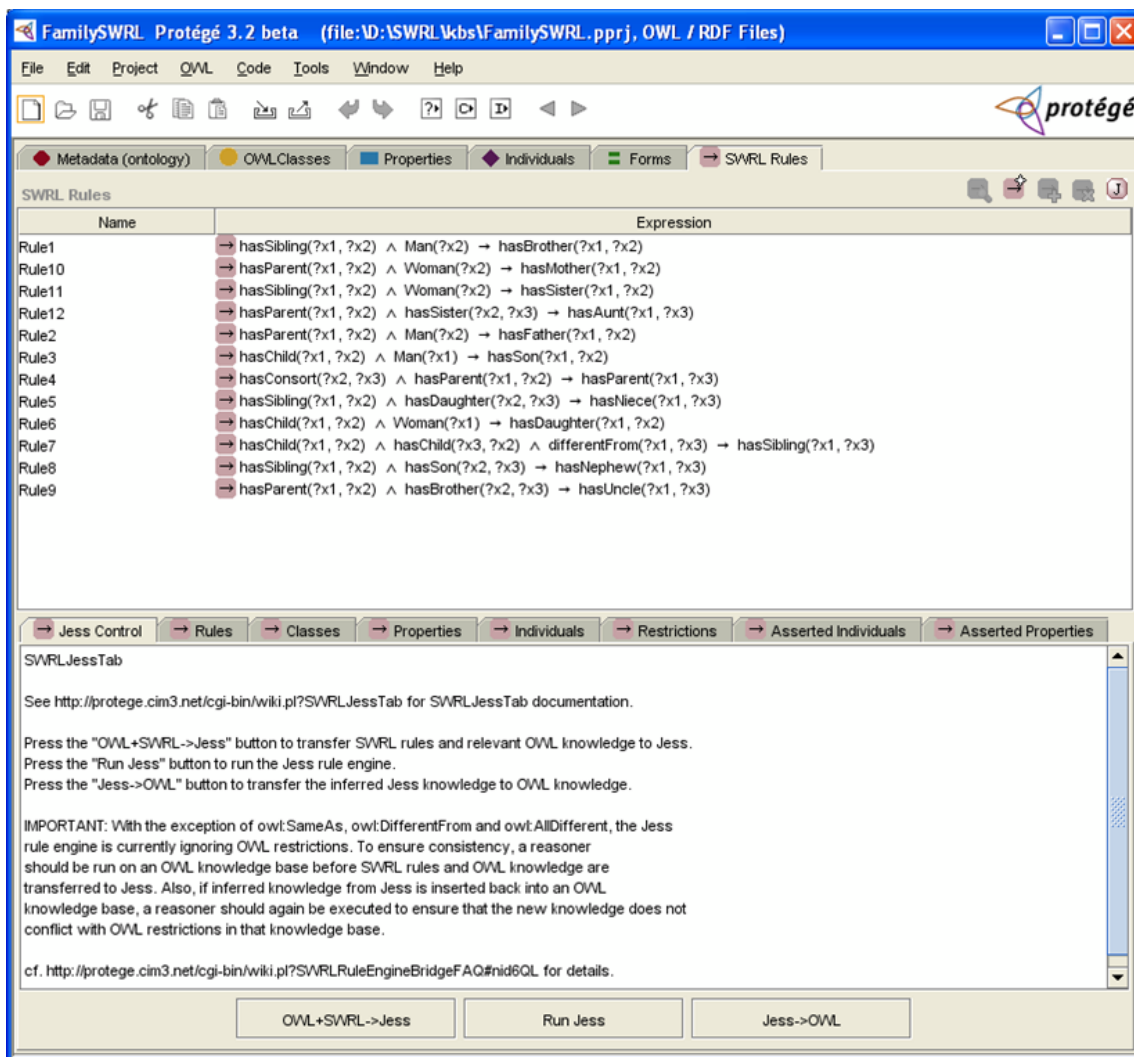 FamilySWRL Protégé 3.2 beta (file:\D:\SWRL\kbs\FamilySWRL.pprj, OWL / RDF Files)
File Edit Project OWL Code Tools Window Help
protégé
Metadata (ontology) OWLClasses Properties Individuals Forms SWRL Rules
SWRL Rules
Name Expression
Rule1 → hasSibling(?x1, ?x2) ∧ Man(?x2) → hasBrother(?x1, ?x2)
Rule10 → hasParent(?x1, ?x2) ∧ Woman(?x2) → hasMother(?x1, ?x2)
Rule11 → hasSibling(?x1, ?x2) ∧ Woman(?x2) → hasSister(?x1, ?x2)
Rule12 → hasParent(?x1, ?x2) ∧ hasSister(?x2, ?x3) → hasAunt(?x1, ?x3)
Rule2 → hasParent(?x1, ?x2) ∧ Man(?x2) → hasFather(?x1, ?x2)
Rule3 → hasChild(?x1, ?x2) ∧ Man(?x1) → hasSon(?x1, ?x2)
Rule4 → hasConsort(?x2, ?x3) ∧ hasParent(?x1, ?x2) → hasParent(?x1, ?x3)
Rule5 → hasSibling(?x1, ?x2) ∧ hasDaughter(?x2, ?x3) → hasNiece(?x1, ?x3)
Rule6 → hasChild(?x1, ?x2) ∧ Woman(?x1) → hasDaughter(?x1, ?x2)
Rule7 → hasChild(?x1, ?x2) ∧ hasChild(?x3, ?x2) ∧ differentFrom(?x1, ?x3) → hasSibling(?x1, ?x3)
Rule8 → hasSibling(?x1, ?x2) ∧ hasSon(?x2, ?x3) → hasNephew(?x1, ?x3)
Rule9 → hasParent(?x1, ?x2) ∧ hasBrother(?x2, ?x3) → hasUncle(?x1, ?x3)
Jess Control Rules Classes Properties Individuals Restrictions Asserted Individuals Asserted Properties
SWRLJessTab
See http://protege.cim3.net/cgi-bin/wiki.pl?SWRLJessTab for SWRLJessTab documentation.
Press the "OWL+SWRL->Jess" button to transfer SWRL rules and relevant OWL knowledge to Jess.
Press the "Run Jess" button to run the Jess rule engine.
Press the "Jess->OWL" button to transfer the inferred Jess knowledge to OWL knowledge.
IMPORTANT: With the exception of owl:SameAs, owl:DifferentFrom and owl:AllDifferent, the Jess
rule engine is currently ignoring OWL restrictions. To ensure consistency, a reasoner
should be run on an OWL knowledge base before SWRL rules and OWL knowledge are
transferred to Jess. Also, if inferred knowledge from Jess is inserted back into an OWL
knowledge base, a reasoner should again be executed to ensure that the new knowledge does not
conflict with OWL restrictions in that knowledge base.
cf. http://protege.cim3.net/cgi-bin/wiki.pl?SWRLRuleEngineBridgeFAQ#nid6QL for details.
OWL+SWRL->Jess Run Jess Jess->OWL